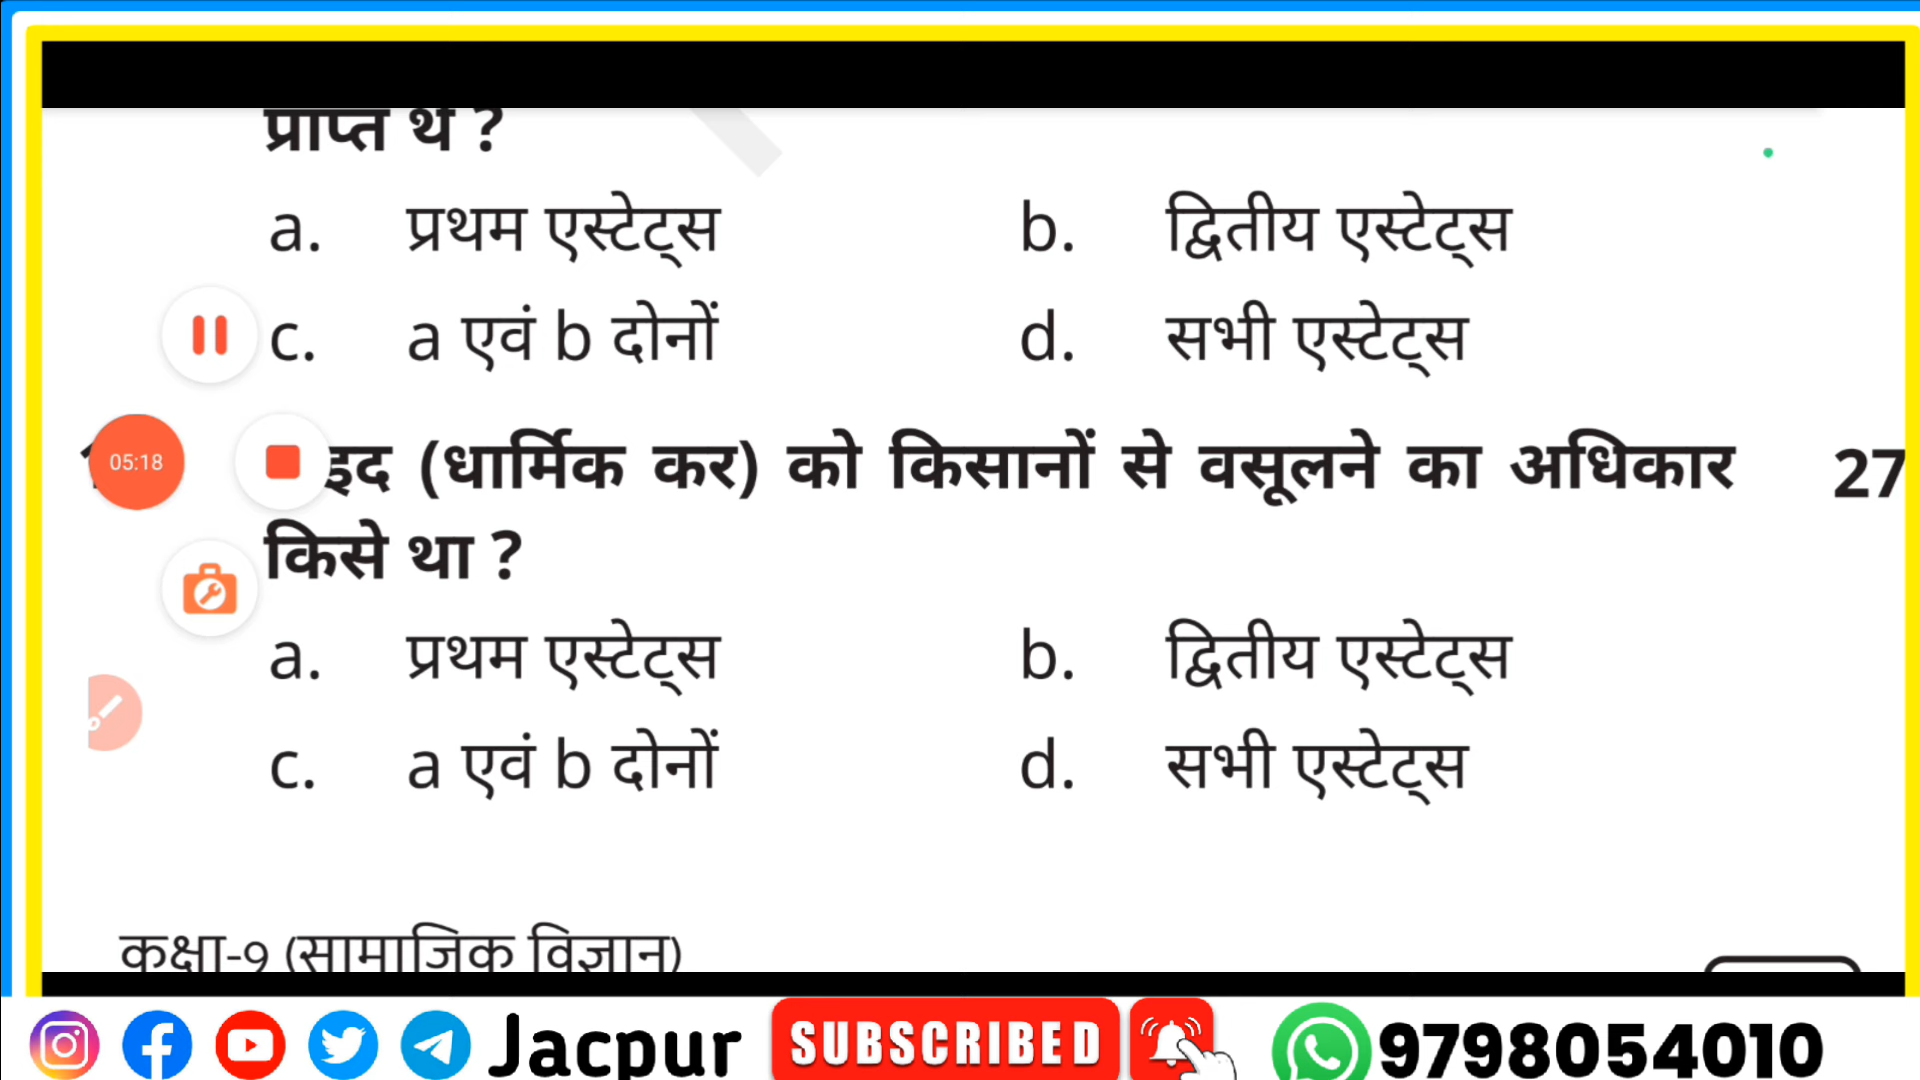 प्राप्त थे ?
a. प्रथम एस्टेट्स b. द्वितीय एस्टेट्स
c. a एवं b दोनों d. सभी एस्टेट्स
05:18 (धार्मिक कर) को किसानों से वसूलने का अधिकार 27
किसे था ?
a. प्रथम एस्टेट्स b. द्वितीय एस्टेट्स
c. a एवं b दोनों d. सभी एस्टेट्स
कक्षा-9 (सामाजिक विज्ञान)
Jacpur SUBSCRIBED 9798054010